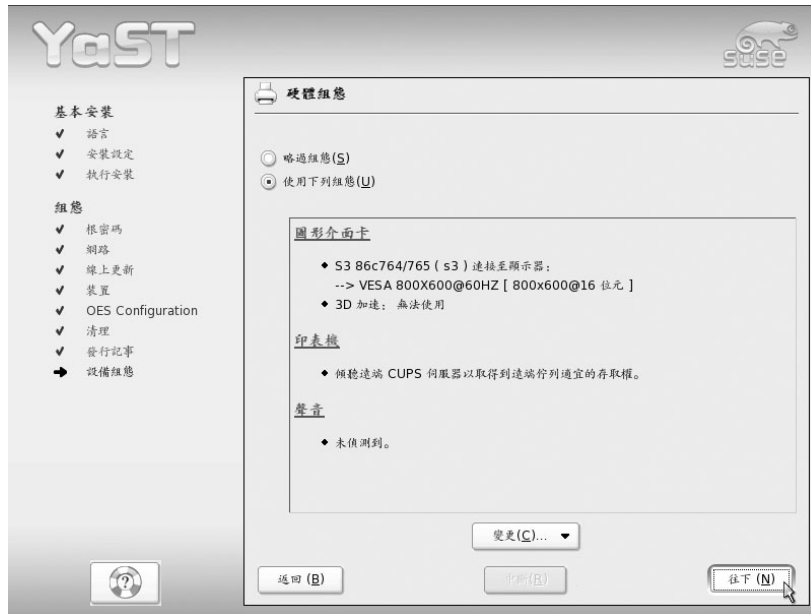 YaST
SUSE
基本安裝
✔ 語言
✔ 安裝設定
✔ 執行安裝
組態
✔ 根密碼
✔ 網路
✔ 線上更新
✔ 裝置
✔ OES Configuration
✔ 清理
✔ 發行記事
➔ 設備組態
硬體組態
略過組態(S)
使用下列組態(U)
圖形介面卡
◆ S3 86c764/765 ( s3 ) 連接至顯示器：
--> VESA 800X600@60HZ [ 800x600@16 位元 ]
◆ 3D 加速： 無法使用
印表機
◆ 傾聽遠端 CUPS 伺服器以取得到遠端佇列適宜的存取權。
聲音
◆ 未偵測到。
變更(C)...
返回 (B)
中斷(R)
往下 (N)